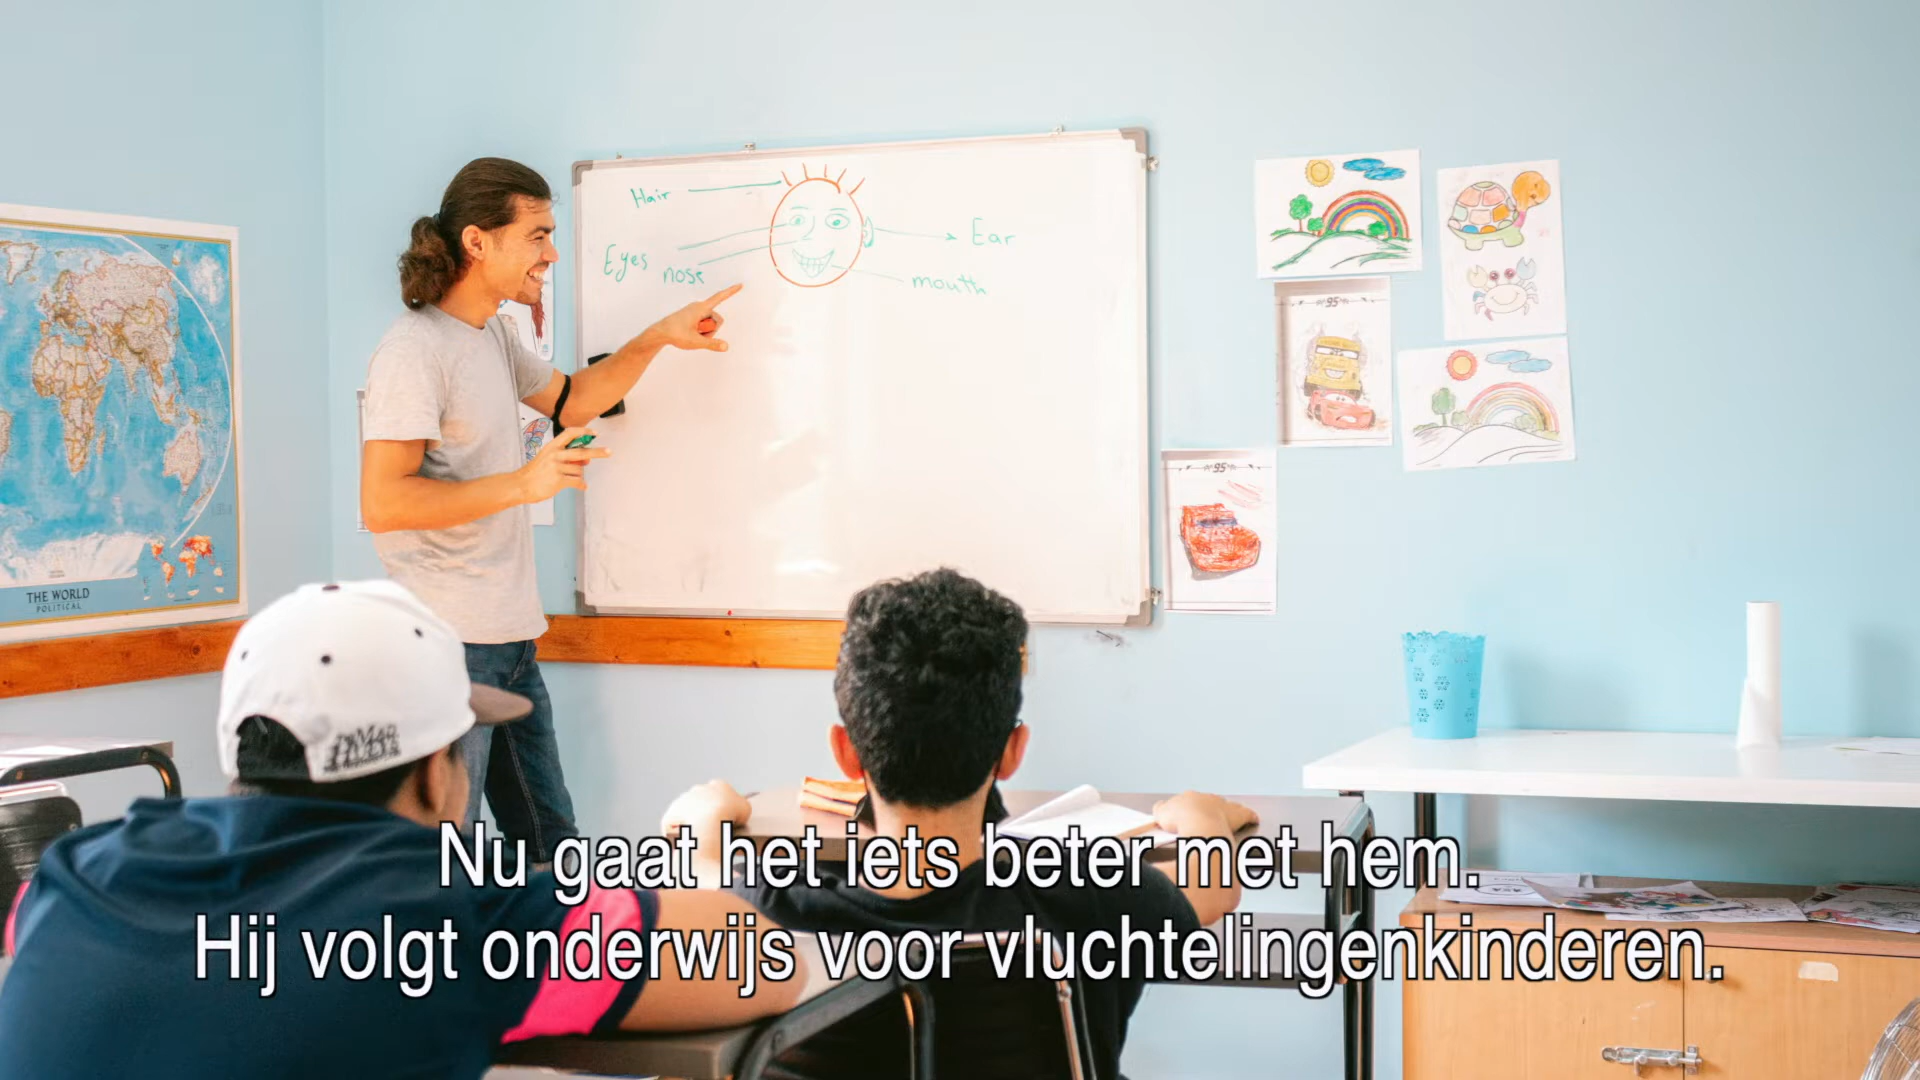 Hair
Eyes
nose
Ear
mouth
95
95
THE WORLD
POLITICAL
Nu gaat het iets beter met hem.
Hij volgt onderwijs voor vluchtelingenkinderen.